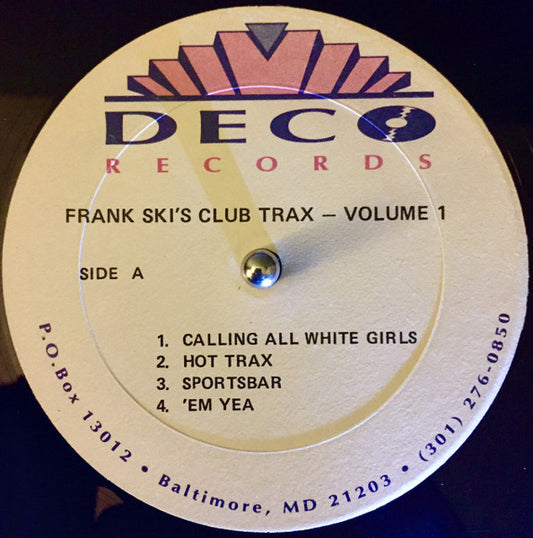 DECO
RECORDS
FRANK SKI'S CLUB TRAX — VOLUME 1
SIDE A
1. CALLING ALL WHITE GIRLS
2. HOT TRAX
3. SPORTSBAR
4. 'EM YEA
P.O.Box 13012 • Baltimore, MD 21203 • (301) 276-0850